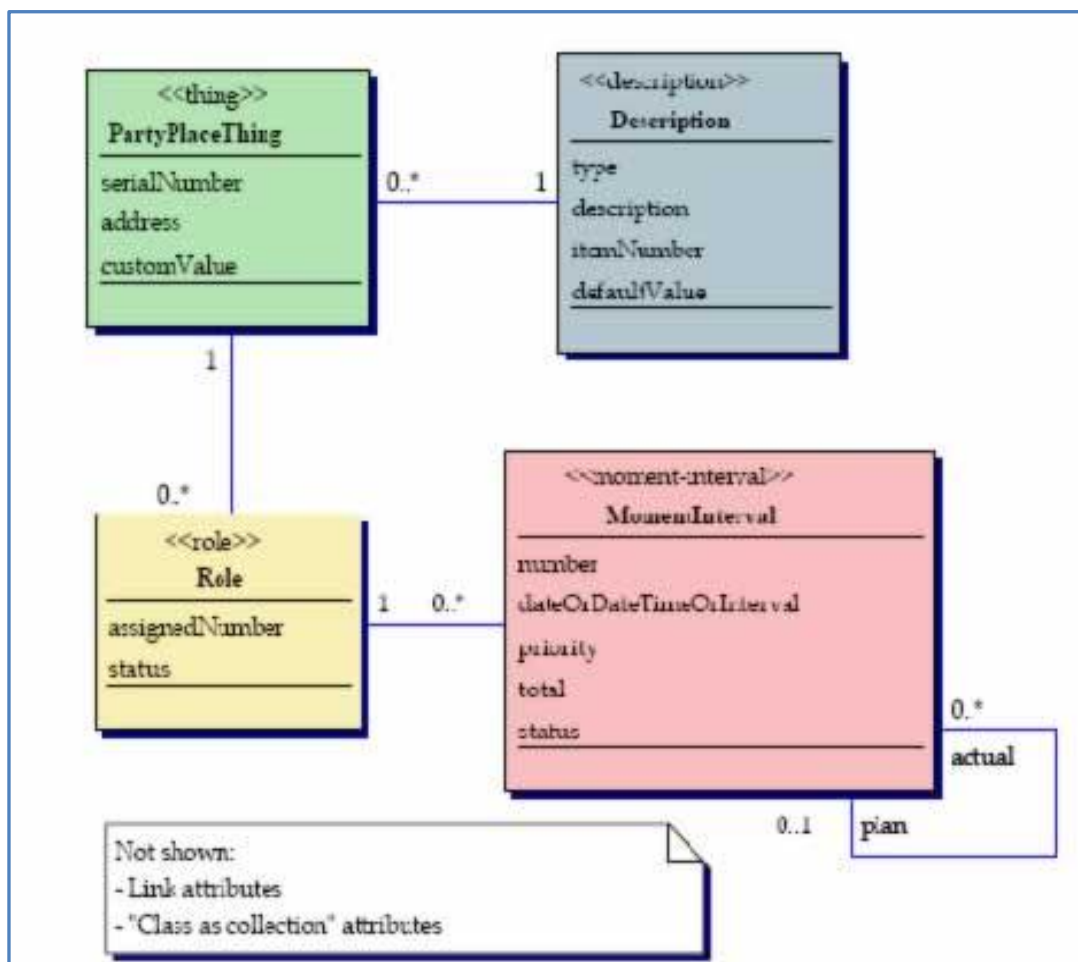 <<thing>>
PartyPlaceThing
serialNumber
address
customValue
<<description>>
Description
type
description
itemNumber
defaultValue
0..*
1
1
0..*
<<role>>
Role
assignedNumber
status
1
0..*
<<moment-interval>>
MomentInterval
number
dateOrDateTimeOrInterval
priority
total
status
0..*
actual
0..1
plan
Not shown:
- Link attributes
- "Class as collection" attributes